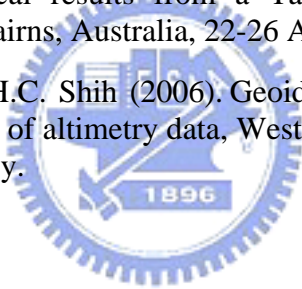 ear results from a Ta
airns, Australia, 22-26 A
H.C. Shih (2006). Geoid
of altimetry data, West
y.
1896